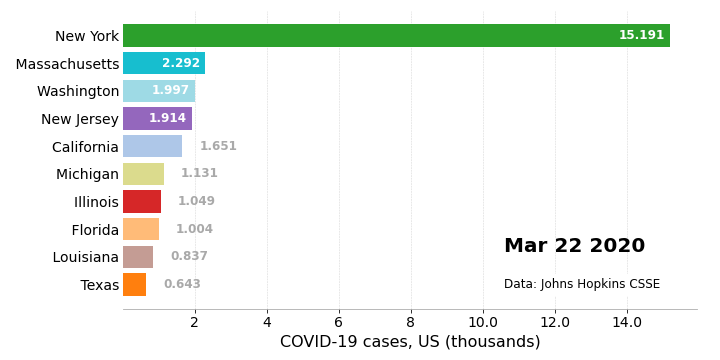 New York 15.191
Massachusetts 2.292
Washington 1.997
New Jersey 1.914
California 1.651
Michigan 1.131
Illinois 1.049
Florida 1.004
Louisiana 0.837
Texas 0.643
Mar 22 2020
Data: Johns Hopkins CSSE
2 4 6 8 10.0 12.0 14.0
COVID-19 cases, US (thousands)